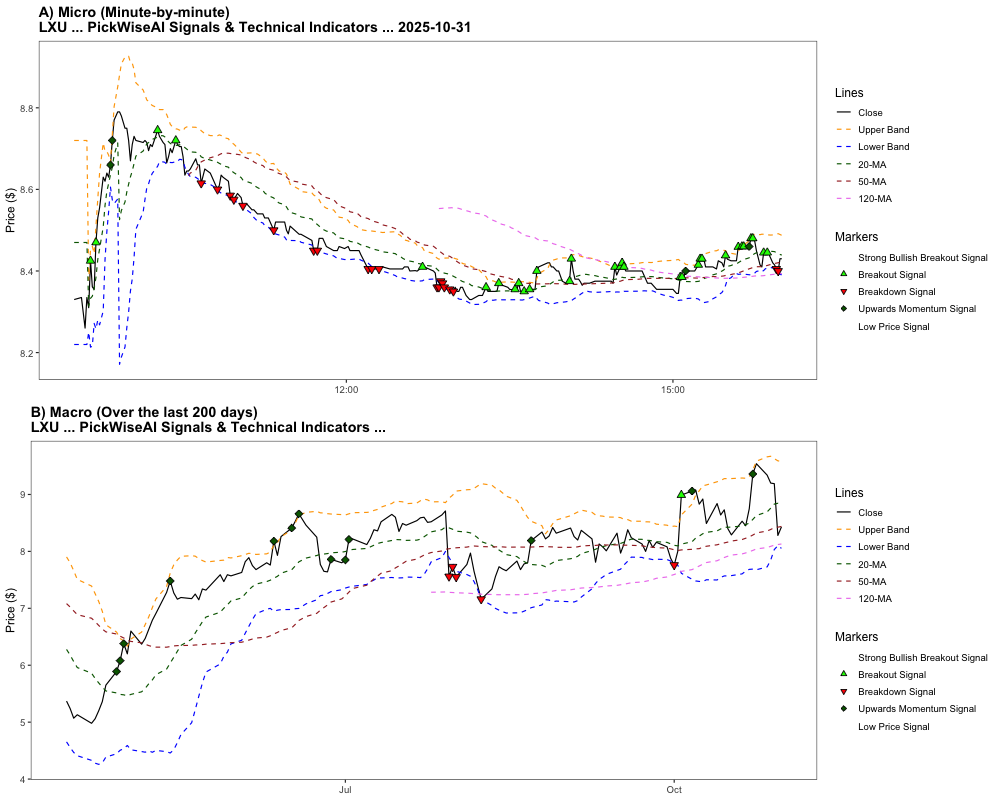 A) Micro (Minute-by-minute)
LXU ... PickWiseAI Signals & Technical Indicators ... 2025-10-31
Price ($)
8.8
8.6
8.4
8.2
12:00
15:00
Lines
Close
Upper Band
Lower Band
20-MA
50-MA
120-MA
Markers
Strong Bullish Breakout Signal
Breakout Signal
Breakdown Signal
Upwards Momentum Signal
Low Price Signal
B) Macro (Over the last 200 days)
LXU ... PickWiseAI Signals & Technical Indicators ...
Price ($)
9
8
7
6
5
4
Jul
Oct
Lines
Close
Upper Band
Lower Band
20-MA
50-MA
120-MA
Markers
Strong Bullish Breakout Signal
Breakout Signal
Breakdown Signal
Upwards Momentum Signal
Low Price Signal